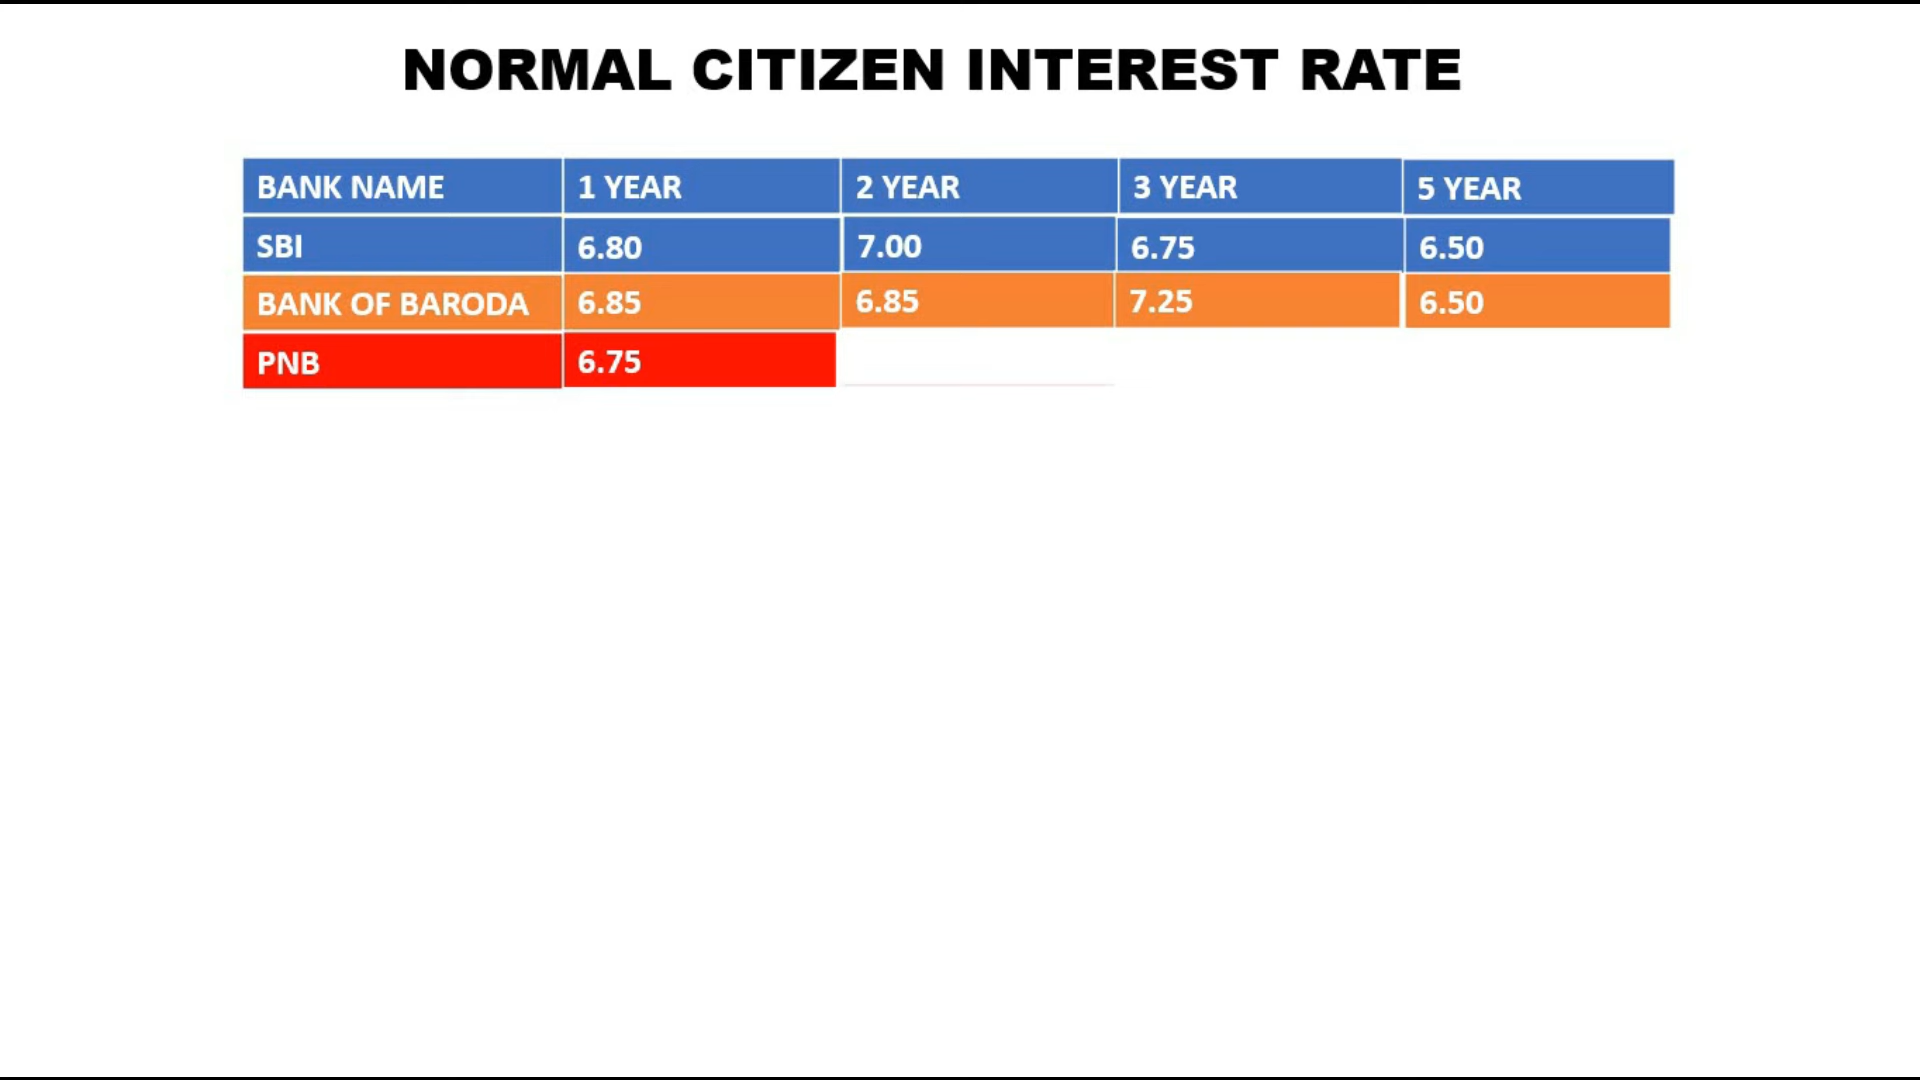 NORMAL CITIZEN INTEREST RATE
BANK NAME 1 YEAR 2 YEAR 3 YEAR 5 YEAR
SBI 6.80 7.00 6.75 6.50
BANK OF BARODA 6.85 6.85 7.25 6.50
PNB 6.75